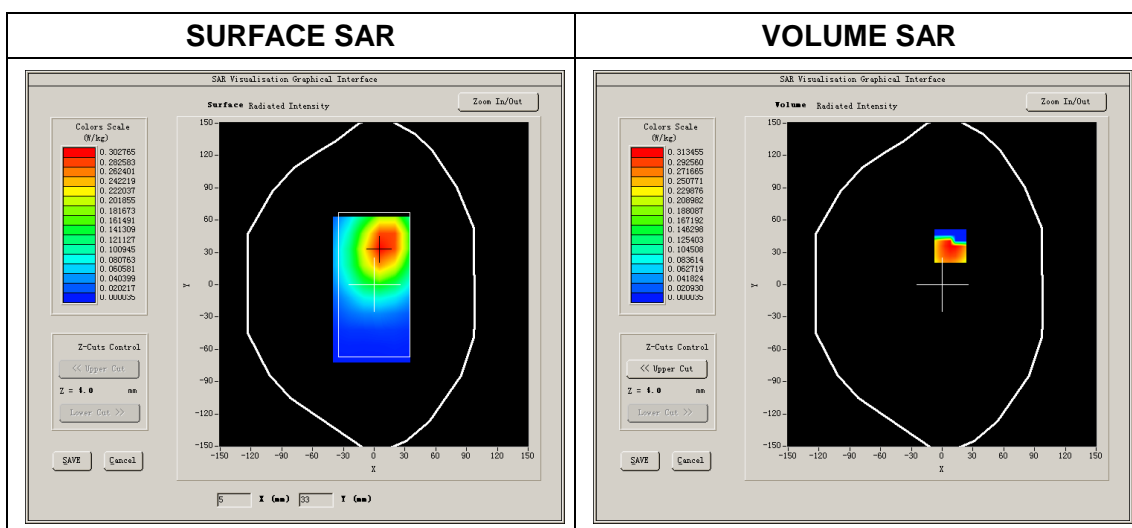 SURFACE SAR
VOLUME SAR
SAR Visualisation Graphical Interface
Surface Radiated Intensity
Zoom In/Out
Colors Scale
(W/kg)
0.302765
0.282583
0.262401
0.242219
0.222037
0.201855
0.181673
0.161491
0.141309
0.121127
0.100945
0.080763
0.060581
0.040399
0.020217
0.000035
150
120
90
60
30
0
-30
-60
-90
-120
-150
Y
-150 -120 -90 -60 -30 0 30 60 90 120 150
X
Z-Cuts Control
<< Upper Cut
Z = 4.0 mm
Lower Cut >>
SAVE Cancel
5 X (mm) 33 Y (mm)
SAR Visualisation Graphical Interface
Volume Radiated Intensity
Zoom In/Out
Colors Scale
(W/kg)
0.313455
0.292560
0.271665
0.250771
0.229876
0.208982
0.188087
0.167192
0.146298
0.125403
0.104508
0.083614
0.062719
0.041824
0.020930
0.000035
150
120
90
60
30
0
-30
-60
-90
-120
-150
Y
-150 -120 -90 -60 -30 0 30 60 90 120 150
X
Z-Cuts Control
<< Upper Cut
Z = 4.0 mm
Lower Cut >>
SAVE Cancel